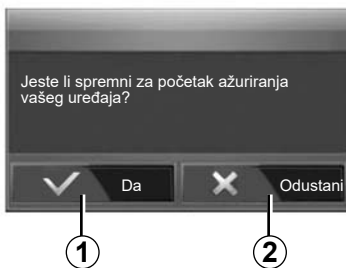 Jeste li spremni za početak ažuriranja
vašeg uređaja?
Da
Odustani
1
2